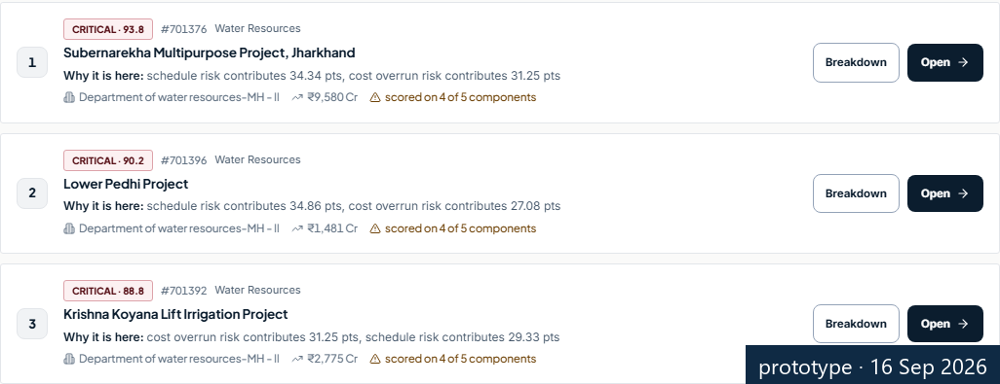 CRITICAL · 93.8 #701376 Water Resources
1
Subernarekha Multipurpose Project, Jharkhand
Breakdown
Open →
Why it is here: schedule risk contributes 34.34 pts, cost overrun risk contributes 31.25 pts
Department of water resources-MH - II ₹9,580 Cr scored on 4 of 5 components
CRITICAL · 90.2 #701396 Water Resources
2
Lower Pedhi Project
Breakdown
Open →
Why it is here: schedule risk contributes 34.86 pts, cost overrun risk contributes 27.08 pts
Department of water resources-MH - II ₹1,481 Cr scored on 4 of 5 components
CRITICAL · 88.8 #701392 Water Resources
3
Krishna Koyana Lift Irrigation Project
Breakdown
Open →
Why it is here: cost overrun risk contributes 31.25 pts, schedule risk contributes 29.33 pts
Department of water resources-MH - II ₹2,775 Cr scored on 4 of 5 components
prototype · 16 Sep 2026